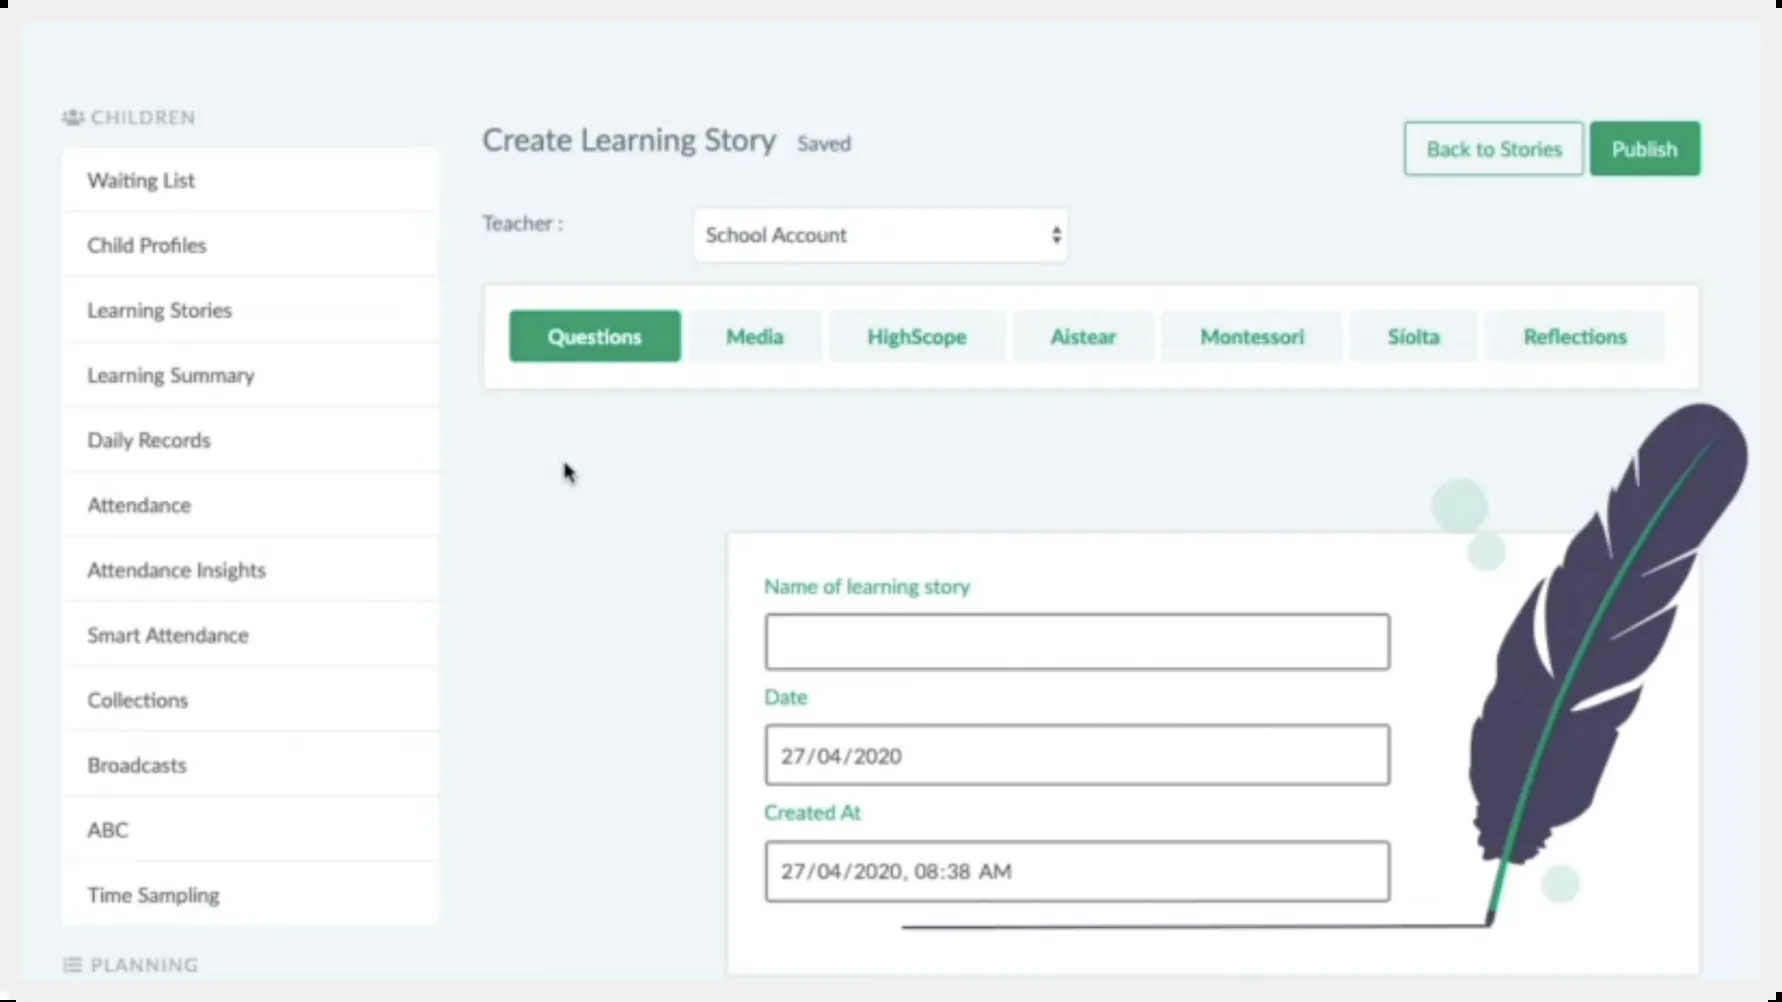 CHILDREN
Waiting List
Child Profiles
Learning Stories
Learning Summary
Daily Records
Attendance
Attendance Insights
Smart Attendance
Collections
Broadcasts
ABC
Time Sampling
PLANNING
Create Learning Story Saved
Back to Stories Publish
Teacher : School Account
Questions Media HighScope Aistear Montessori Síolta Reflections
Name of learning story
Date
27/04/2020
Created At
27/04/2020, 08:38 AM